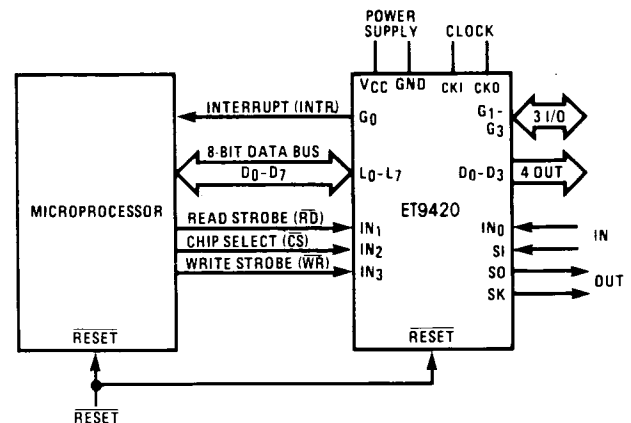 POWER
SUPPLY
CLOCK
VCC GND CKI CKO
INTERRUPT (INTR)
G0
G1-
G3
3 I/O
8-BIT DATA BUS
D0-D7
L0-L7
D0-D3
4 OUT
MICROPROCESSOR
ET9420
READ STROBE (RD)
IN1
IN0
IN
CHIP SELECT (CS)
IN2
SI
WRITE STROBE (WR)
IN3
SO
OUT
SK
RESET
RESET
RESET